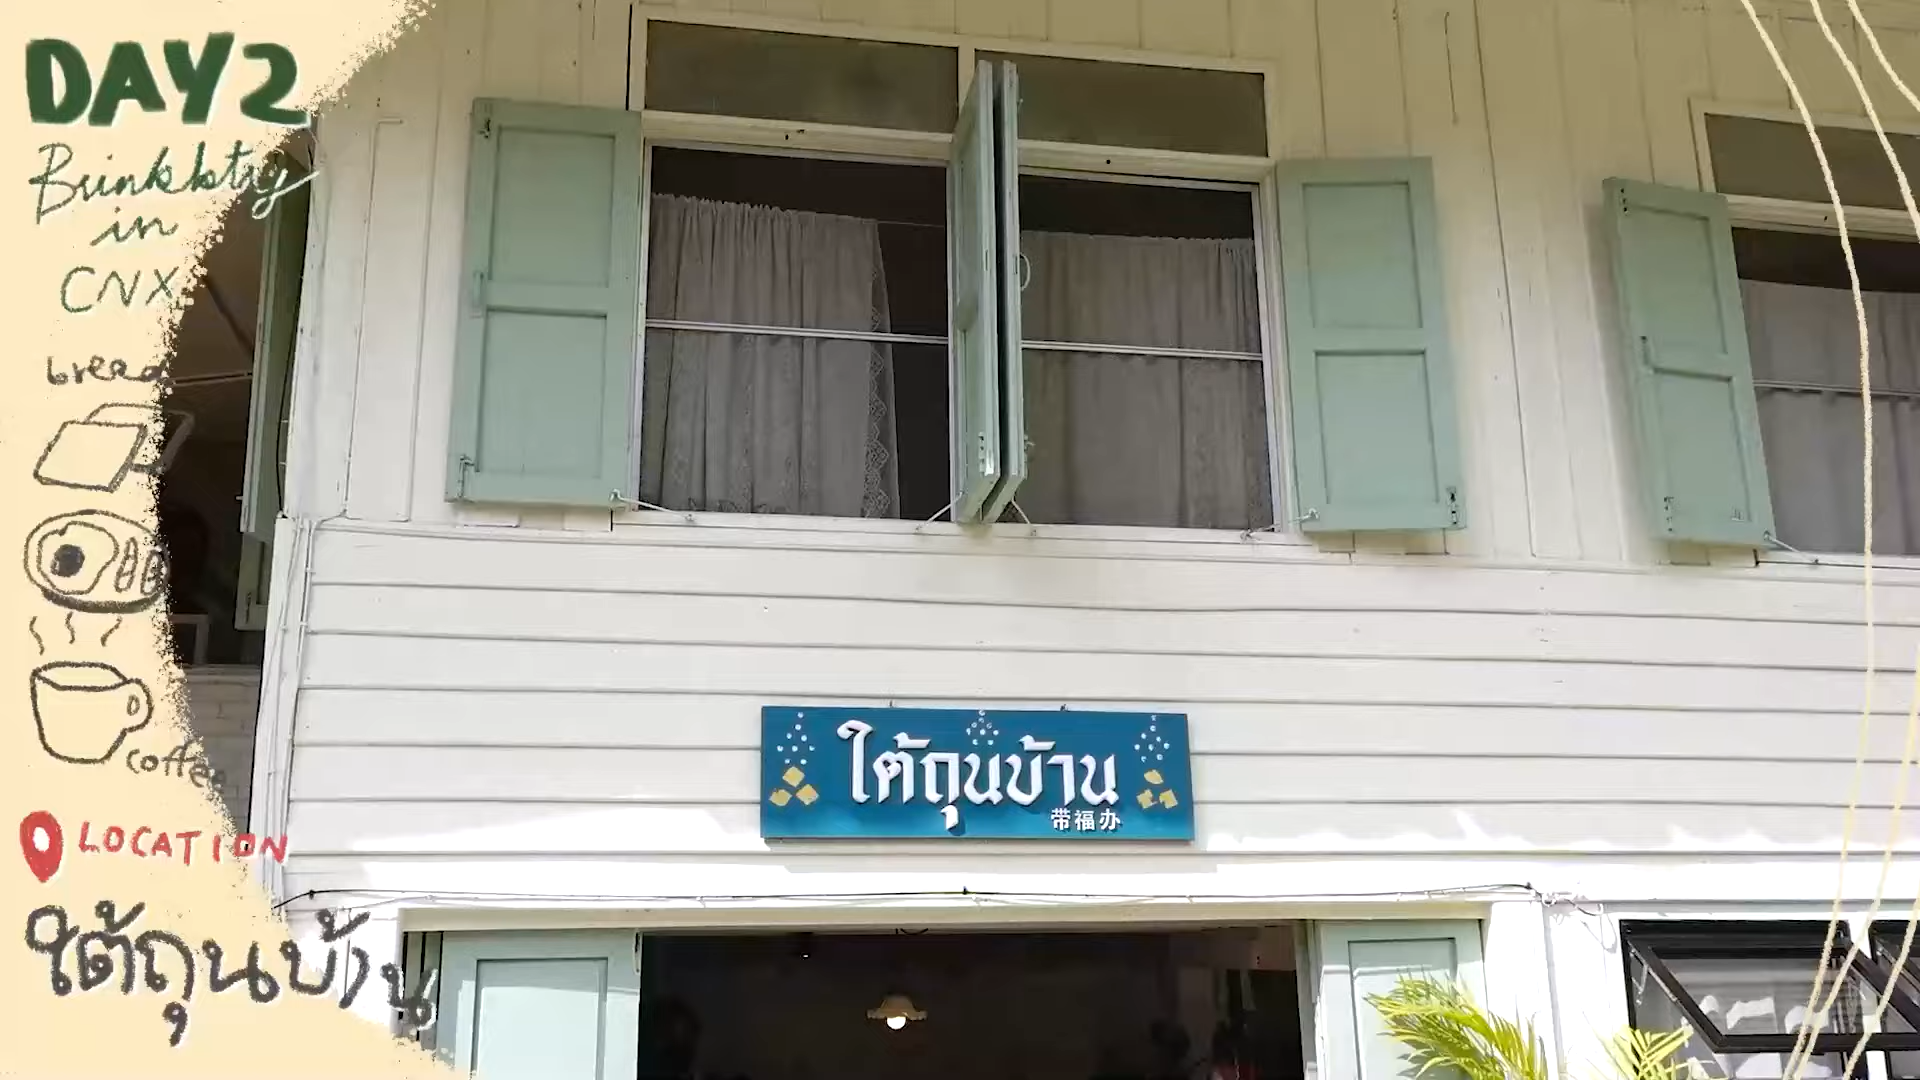 DAY2
Brinkkty
in
CNX
bread
coffee
LOCATION
ใต้ถุนบ้าน
ใต้ถุนบ้าน
带福办